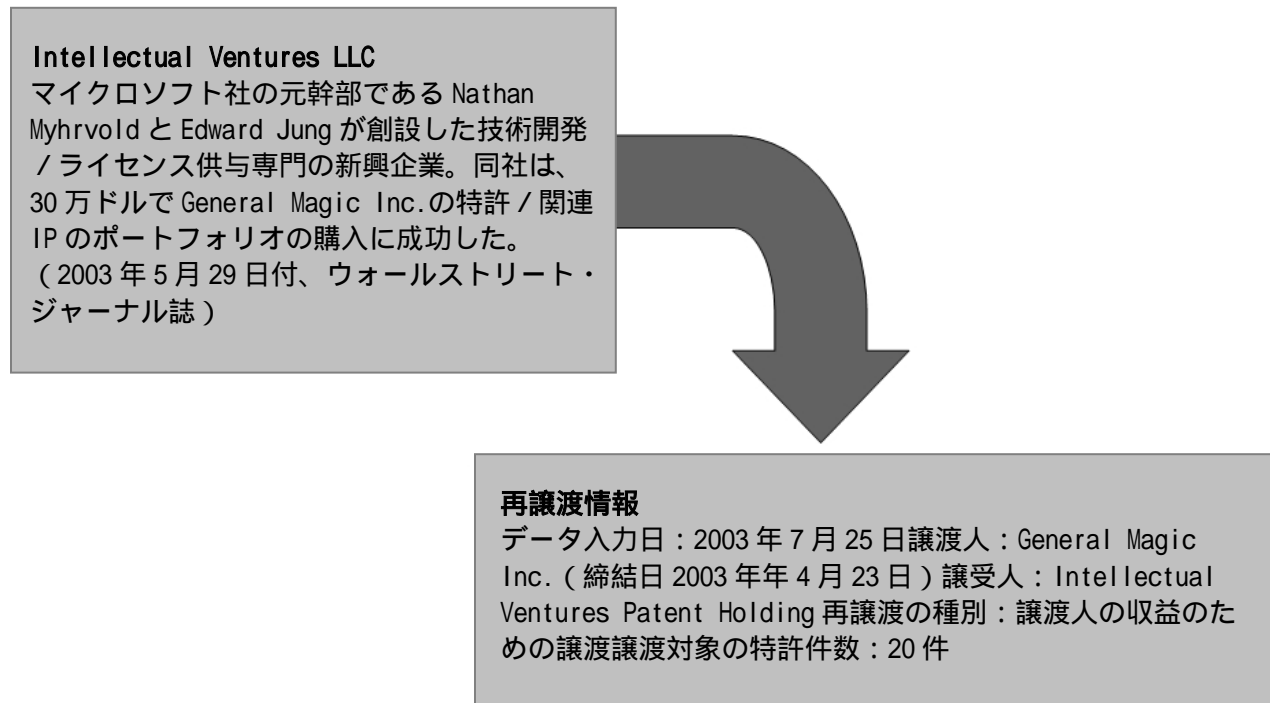 Intellectual Ventures LLC
マイクロソフト社の元幹部である Nathan
Myhrvold と Edward Jung が創設した技術開発
／ライセンス供与専門の新興企業。同社は、
30 万ドルで General Magic Inc.の特許／関連
IP のポートフォリオの購入に成功した。
（2003 年 5 月 29 日付、ウォールストリート・
ジャーナル誌）
再譲渡情報
データ入力日：2003 年 7 月 25 日譲渡人：General Magic
Inc.（締結日 2003 年年 4 月 23 日）譲受人：Intellectual
Ventures Patent Holding 再譲渡の種別：譲渡人の収益のた
めの譲渡譲渡対象の特許件数：20 件